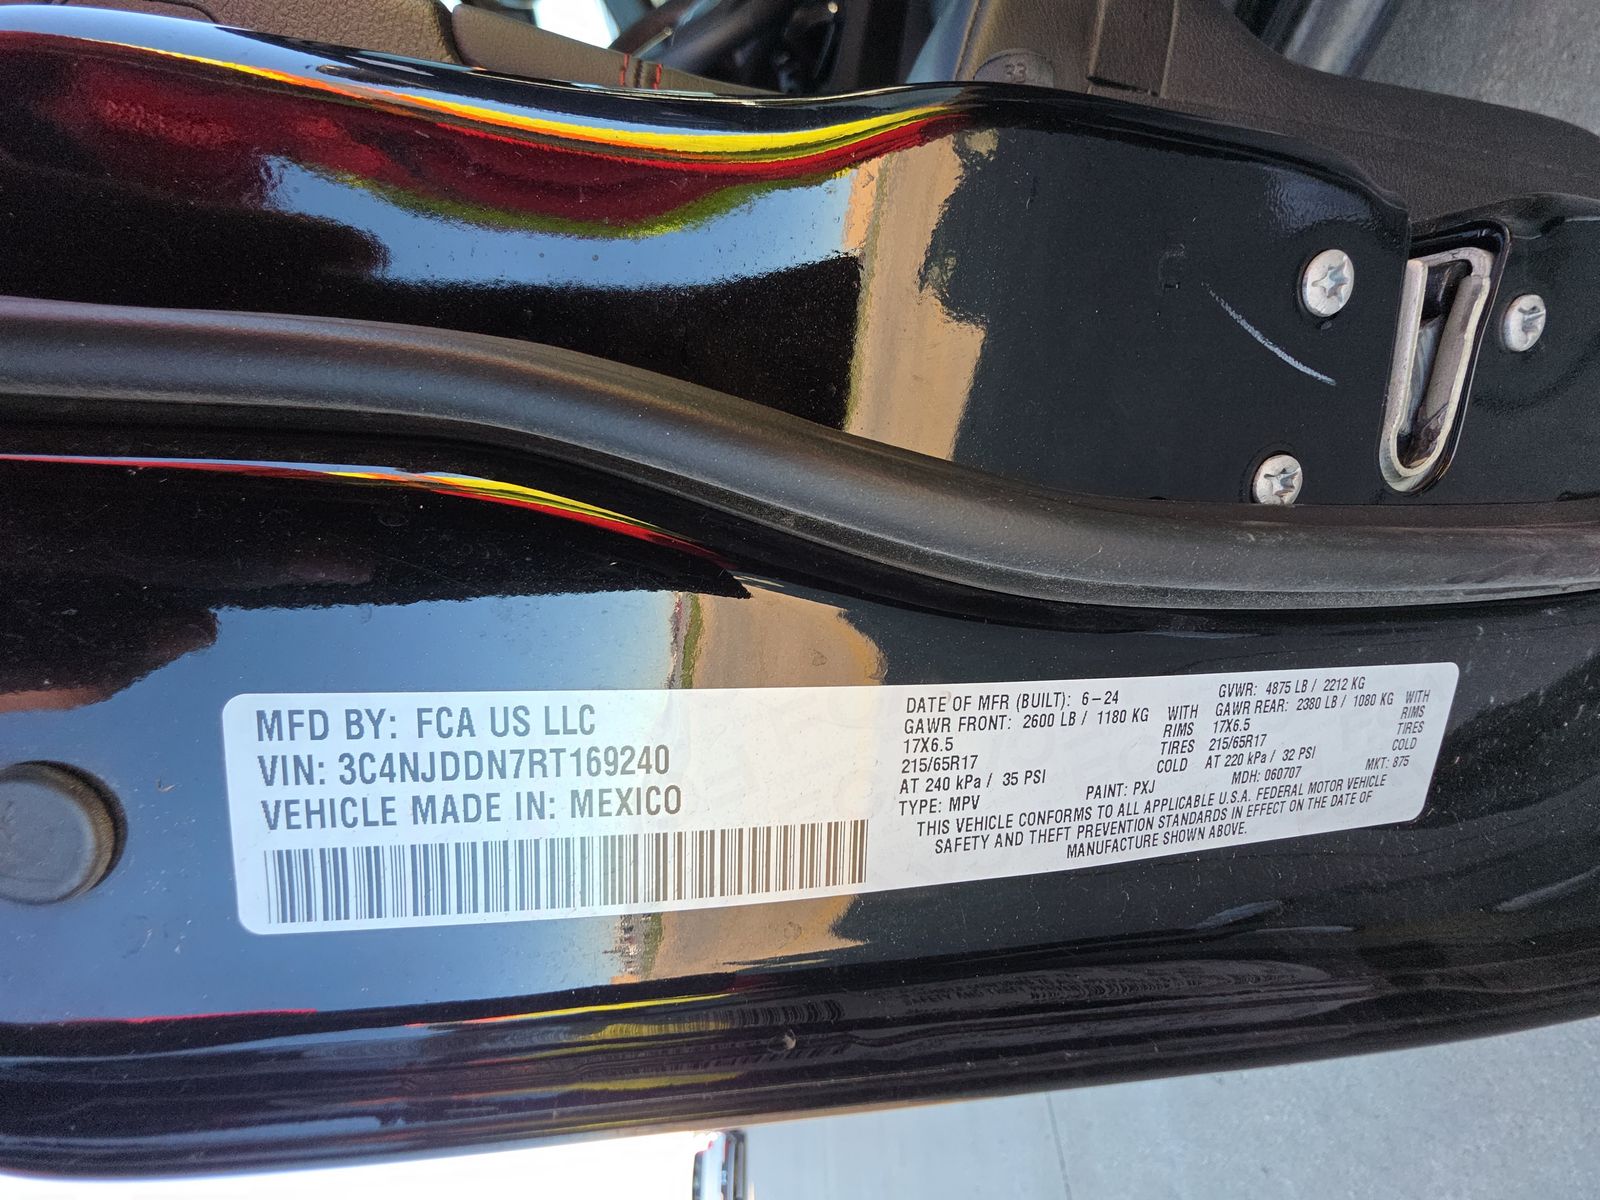 33
MFD BY: FCA US LLC
VIN: 3C4NJDDN7RT169240
VEHICLE MADE IN: MEXICO
DATE OF MFR (BUILT): 6-24 GVWR: 4875 LB / 2212 KG
GAWR FRONT: 2600 LB / 1180 KG WITH GAWR REAR: 2380 LB / 1080 KG WITH
17X6.5 RIMS 17X6.5 RIMS
215/65R17 TIRES 215/65R17 TIRES
AT 240 kPa / 35 PSI COLD AT 220 kPa / 32 PSI COLD
TYPE: MPV PAINT: PXJ MDH: 060707 MKT: 875
THIS VEHICLE CONFORMS TO ALL APPLICABLE U.S.A. FEDERAL MOTOR VEHICLE
SAFETY AND THEFT PREVENTION STANDARDS IN EFFECT ON THE DATE OF
MANUFACTURE SHOWN ABOVE.